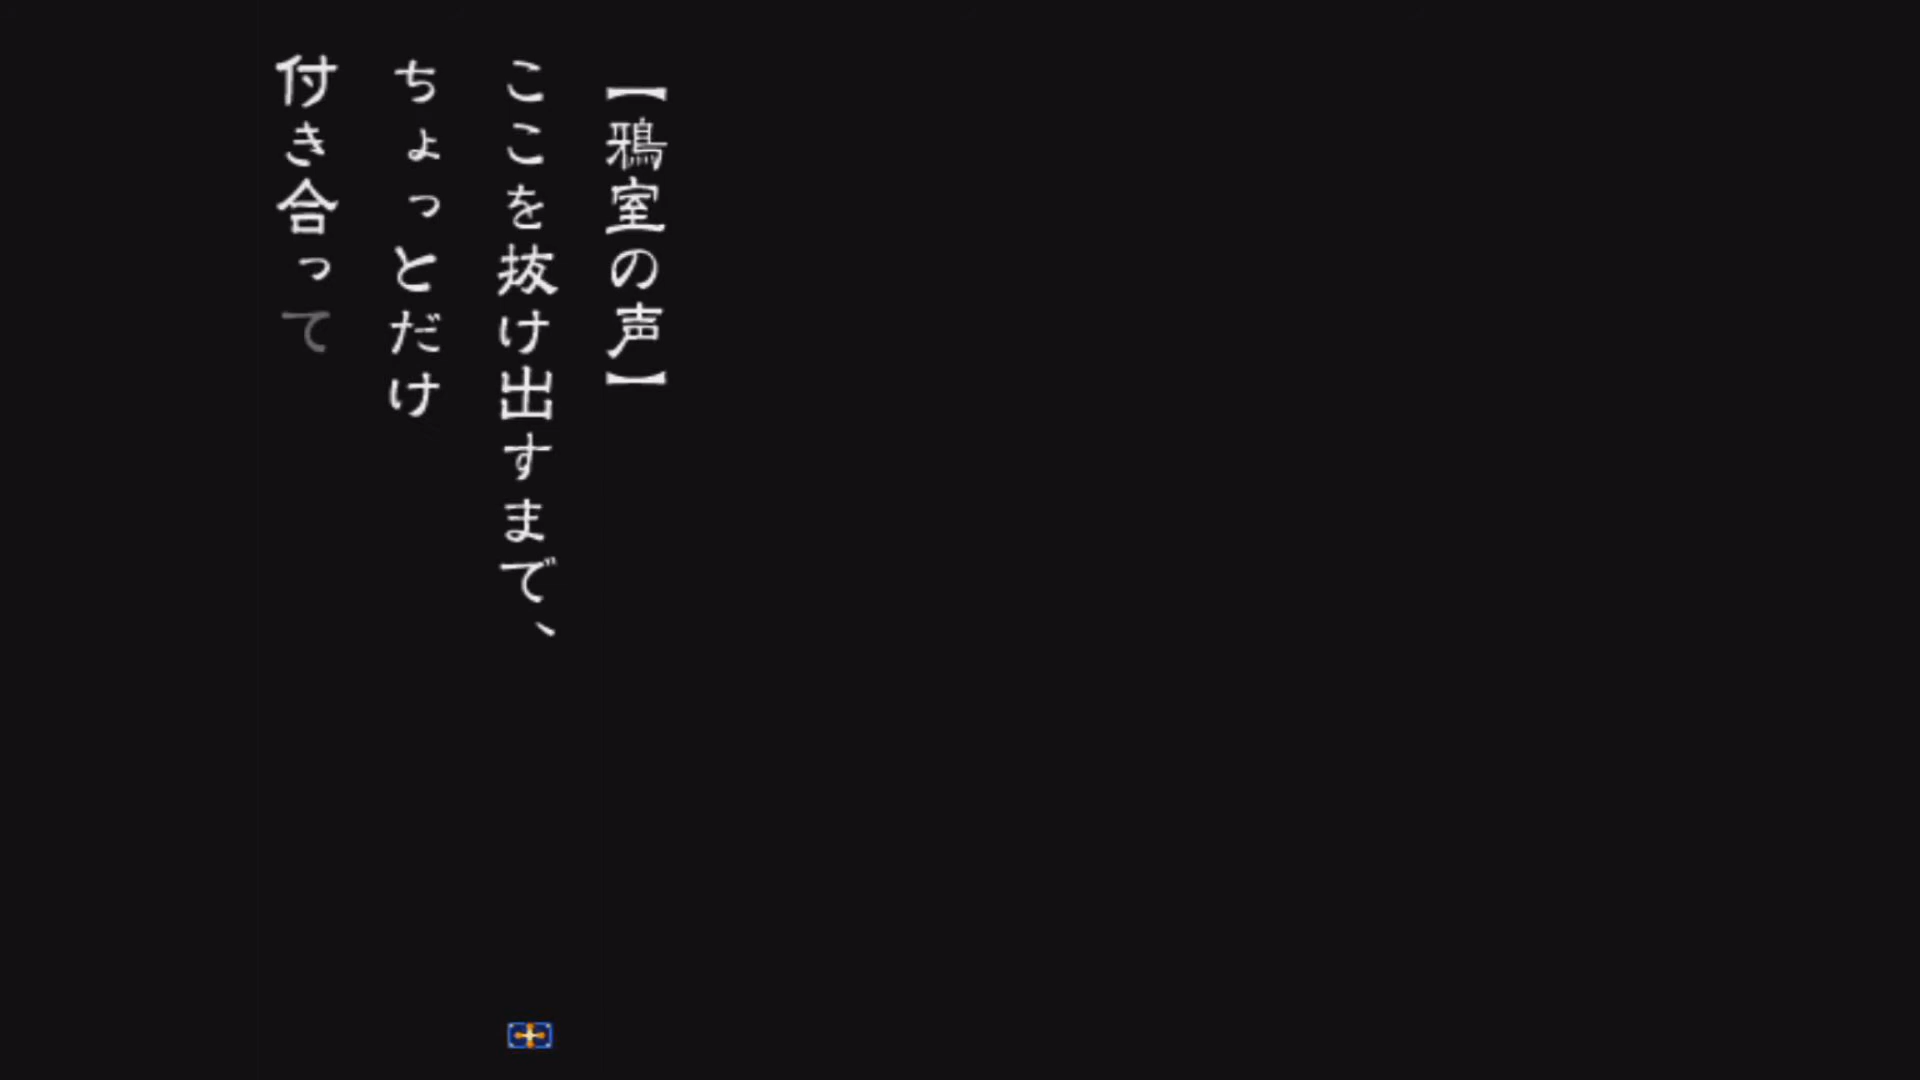 【鴉室の声】
ここを抜け出すまで、
ちょっとだけ
付き合って